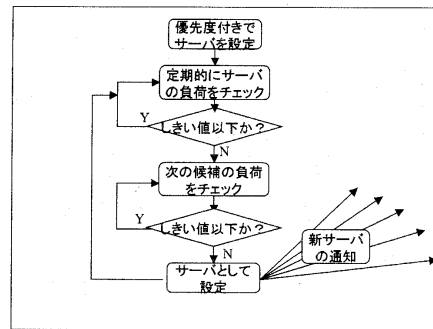 優先度付きで
サーバを設定
定期的にサーバ
の負荷をチェック
Y
しきい値以下か？
N
次の候補の負荷
をチェック
Y
しきい値以下か？
N
サーバとして
設定
新サーバ
の通知